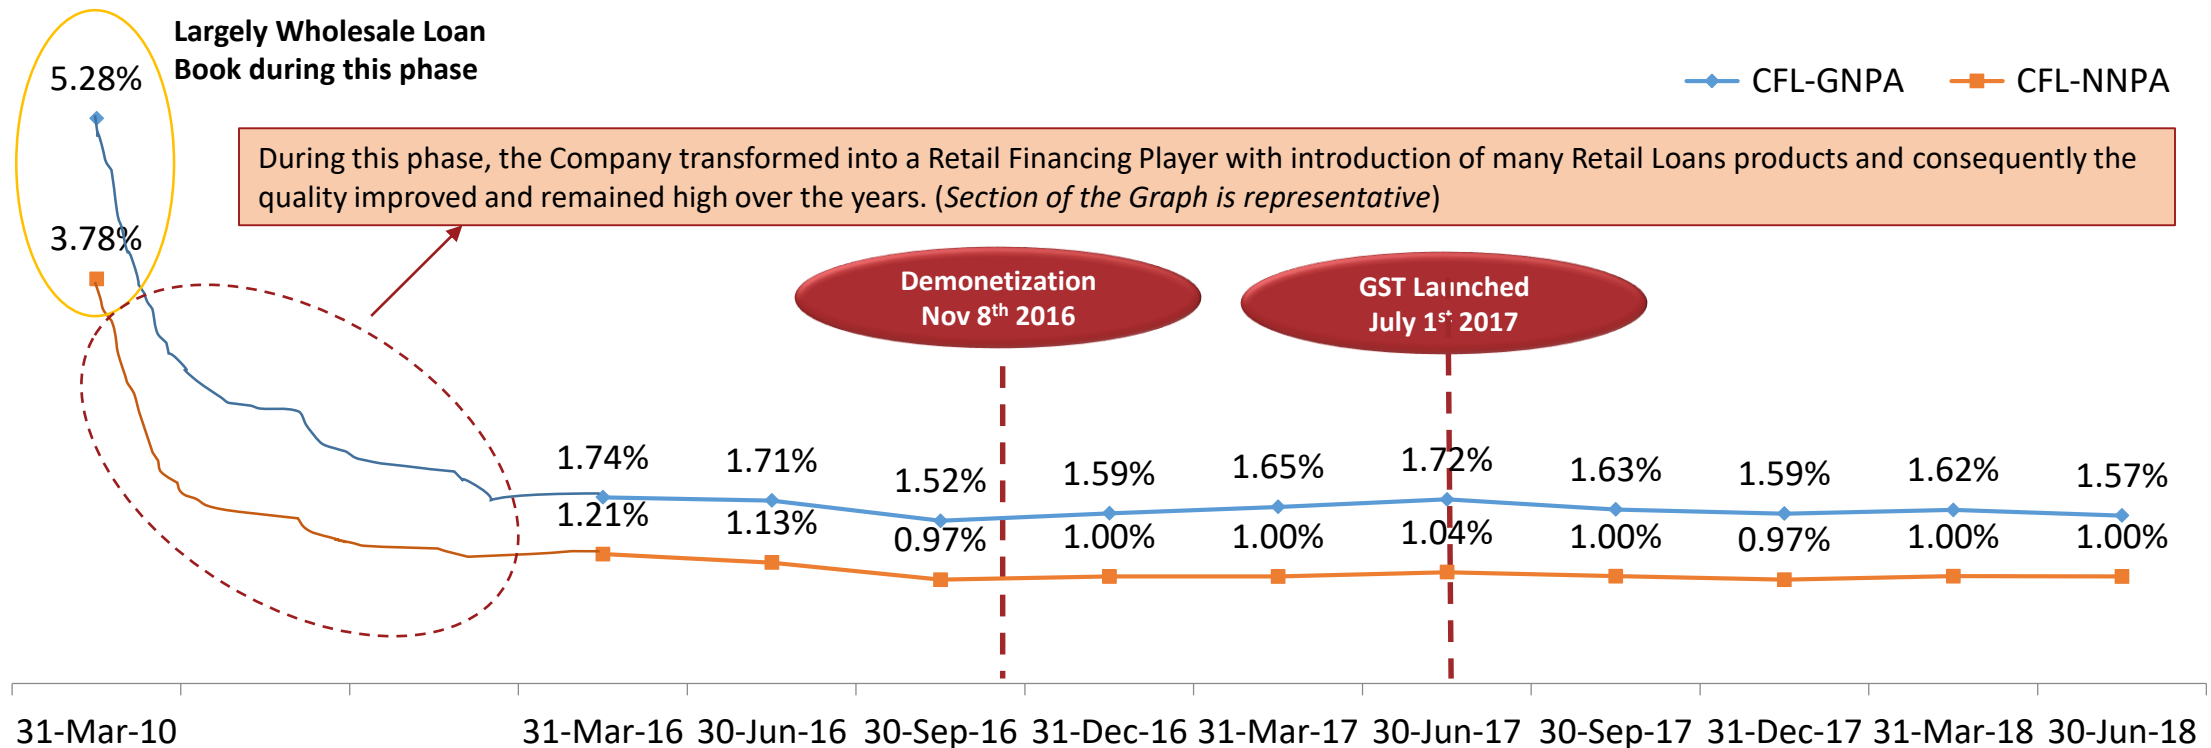 Largely Wholesale Loan
Book during this phase
5.28%
CFL-GNPA
CFL-NNPA
During this phase, the Company transformed into a Retail Financing Player with introduction of many Retail Loans products and consequently the
quality improved and remained high over the years. (Section of the Graph is representative)
3.78%
Demonetization
Nov 8th 2016
GST Launched
July 1st 2017
1.74%
1.71%
1.52%
1.59%
1.65%
1.72%
1.63%
1.59%
1.62%
1.57%
1.21%
1.13%
0.97%
1.00%
1.00%
1.04%
1.00%
0.97%
1.00%
1.00%
31-Mar-10
31-Mar-16
30-Jun-16
30-Sep-16
31-Dec-16
31-Mar-17
30-Jun-17
30-Sep-17
31-Dec-17
31-Mar-18
30-Jun-18